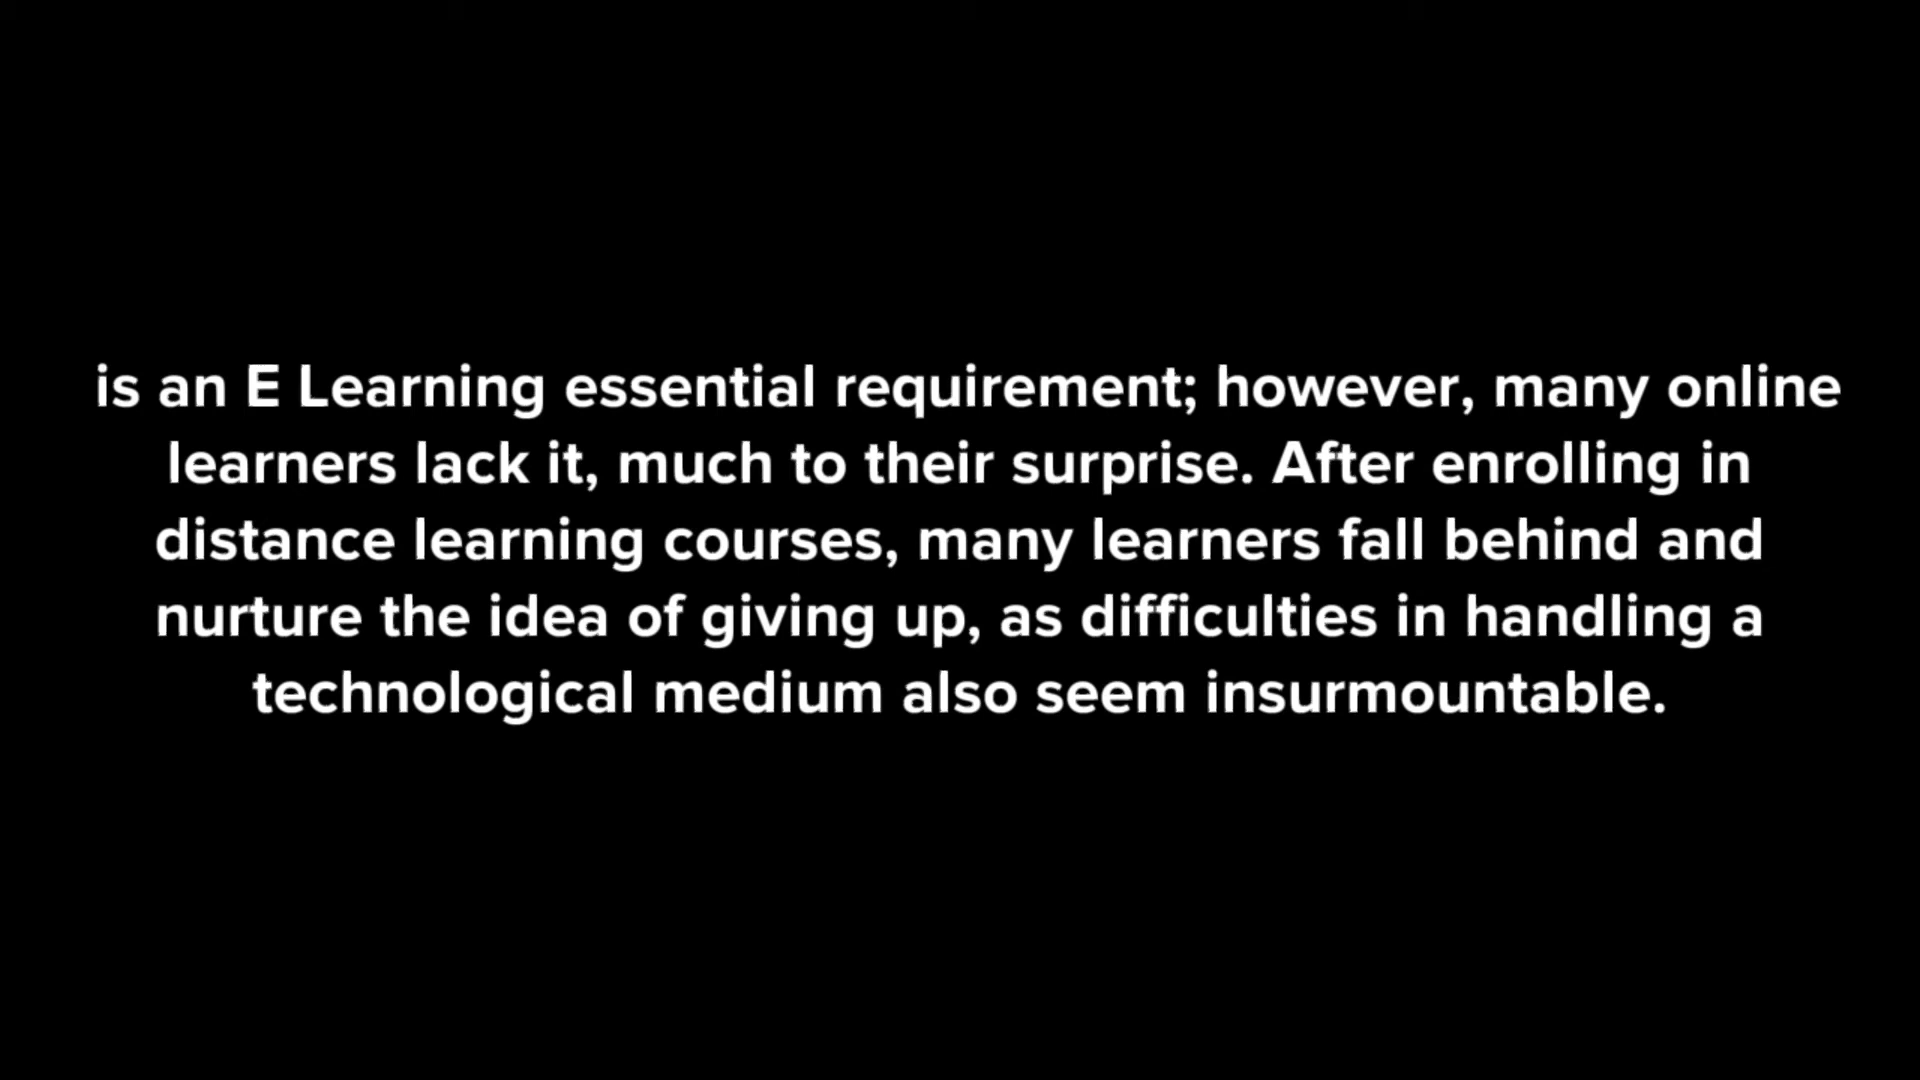 is an E Learning essential requirement; however, many online
learners lack it, much to their surprise. After enrolling in
distance learning courses, many learners fall behind and
nurture the idea of giving up, as difficulties in handling a
technological medium also seem insurmountable.